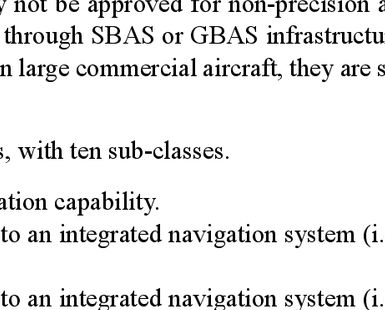 not be approved for non-precision
through SBAS or GBAS
n large commercial aircraft, they are s
s, with ten sub-classes.
ation capability.
to an integrated navigation system (i.
to an integrated navigation system (i.